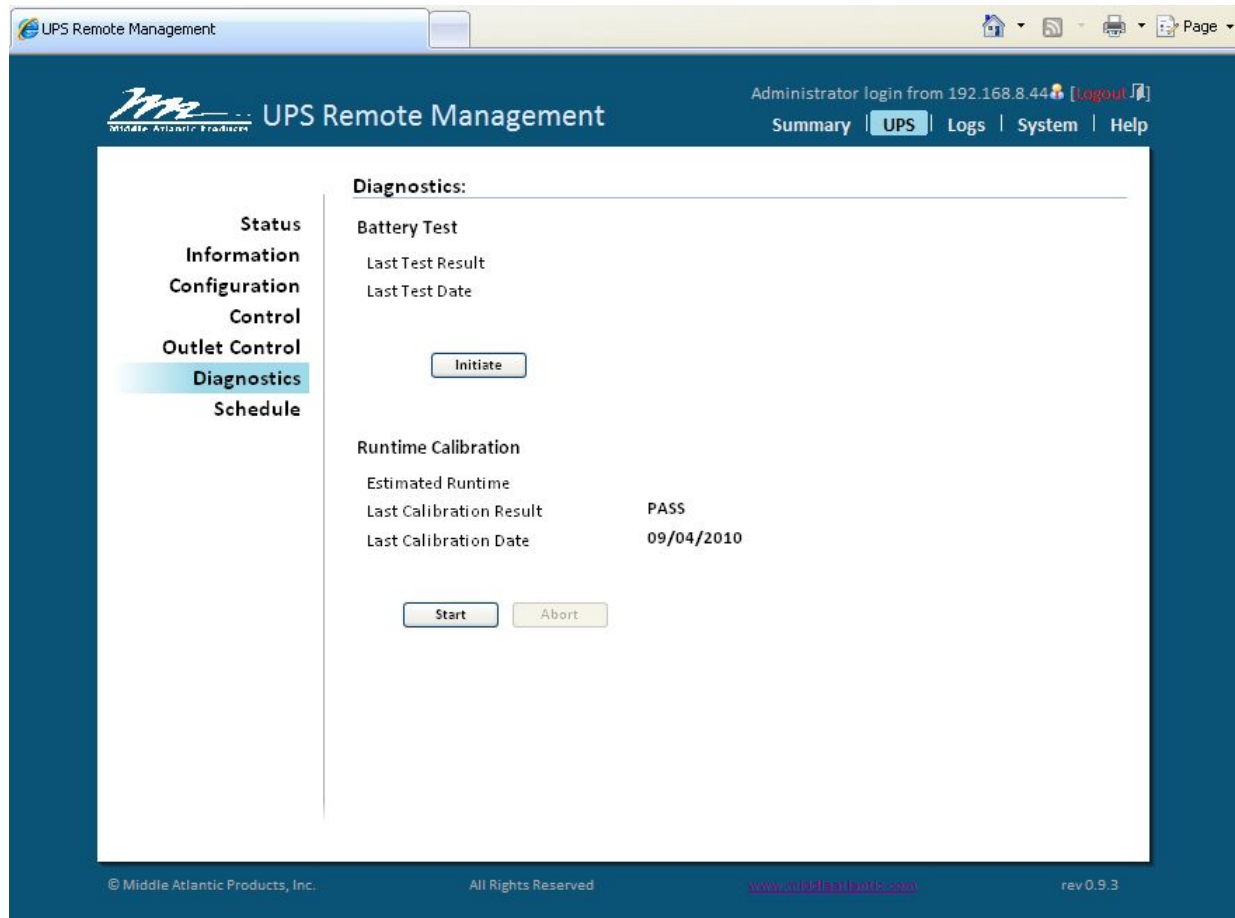 UPS Remote Management
Page
Middle Atlantic Products
UPS Remote Management
Administrator login from 192.168.8.44 [Logout]
Summary | UPS | Logs | System | Help
Status
Information
Configuration
Control
Outlet Control
Diagnostics
Schedule
Diagnostics:
Battery Test
Last Test Result
Last Test Date
Initiate
Runtime Calibration
Estimated Runtime
Last Calibration Result PASS
Last Calibration Date 09/04/2010
Start Abort
© Middle Atlantic Products, Inc. All Rights Reserved www.middleatlantic.com rev 0.9.3